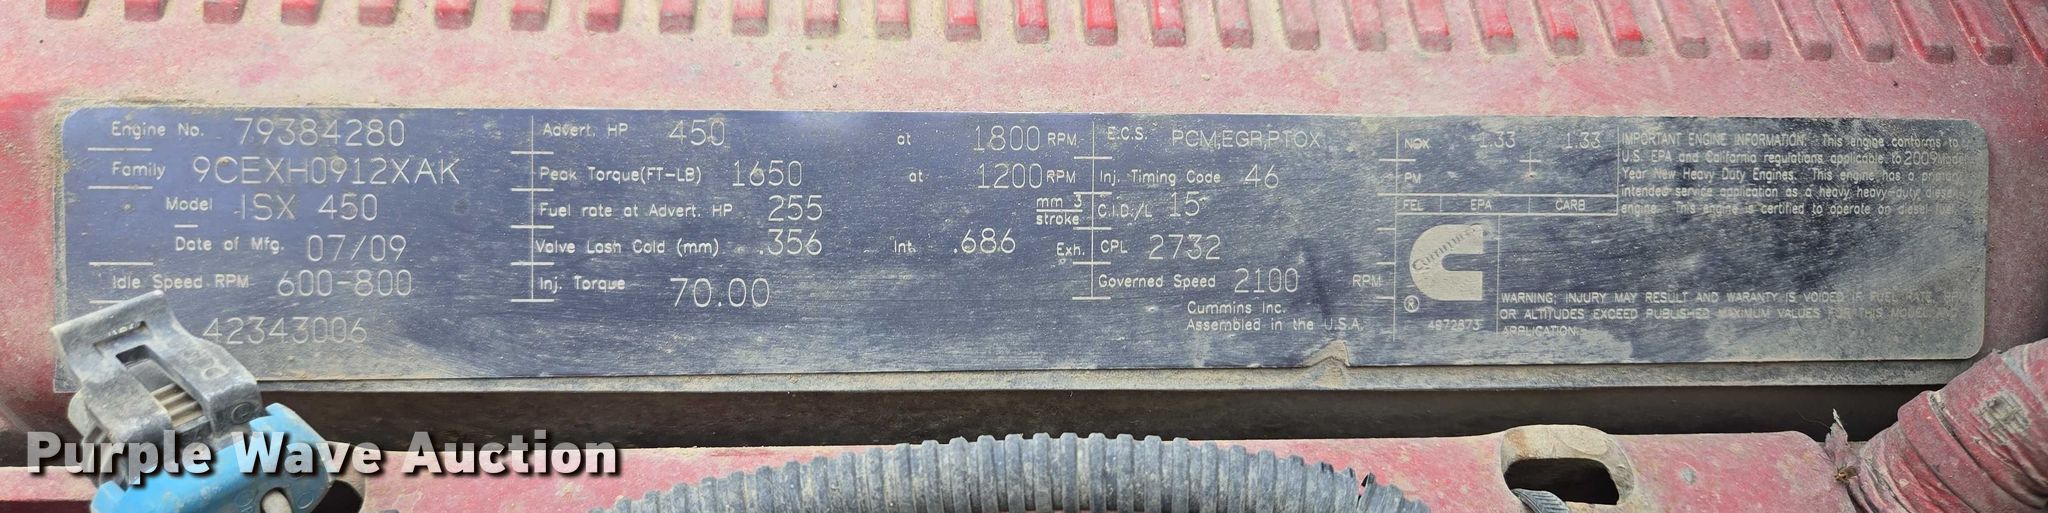 Engine No. 79384280
Family 9CEXH0912XAK
Model ISX 450
Date of Mfg. 07/09
Idle Speed RPM 600-800
42343006
Advert. HP 450 at 1800 RPM
Peak Torque(FT-LB) 1650 at 1200 RPM
Fuel rate at Advert. HP 255 mm 3 stroke
Valve Lash Cold (mm) .356 Int. .686 Exh.
Inj. Torque 70.00
E.C.S. PCM,EGR,PTOX
Inj. Timing Code 46
C.I.D./L 15
CPL 2732
Governed Speed 2100 RPM
Cummins Inc.
Assembled in the U.S.A.
NOX 1.33 1.33
PM
FEL EPA CARB
Cummins
®
4972873
IMPORTANT ENGINE INFORMATION: This engine conforms to
U.S. EPA and California regulations applicable to 2009 Model
Year New Heavy Duty Engines. This engine has a primary
intended service application as a heavy heavy-duty diesel
engine. This engine is certified to operate on diesel fuel.
WARNING; INJURY MAY RESULT AND WARANTY IS VOIDED IF FUEL RATE, HP
OR ALTITUDES EXCEED PUBLISHED MAXIMUM VALUES FOR THIS MODEL
APPLICATION.
Purple Wave Auction